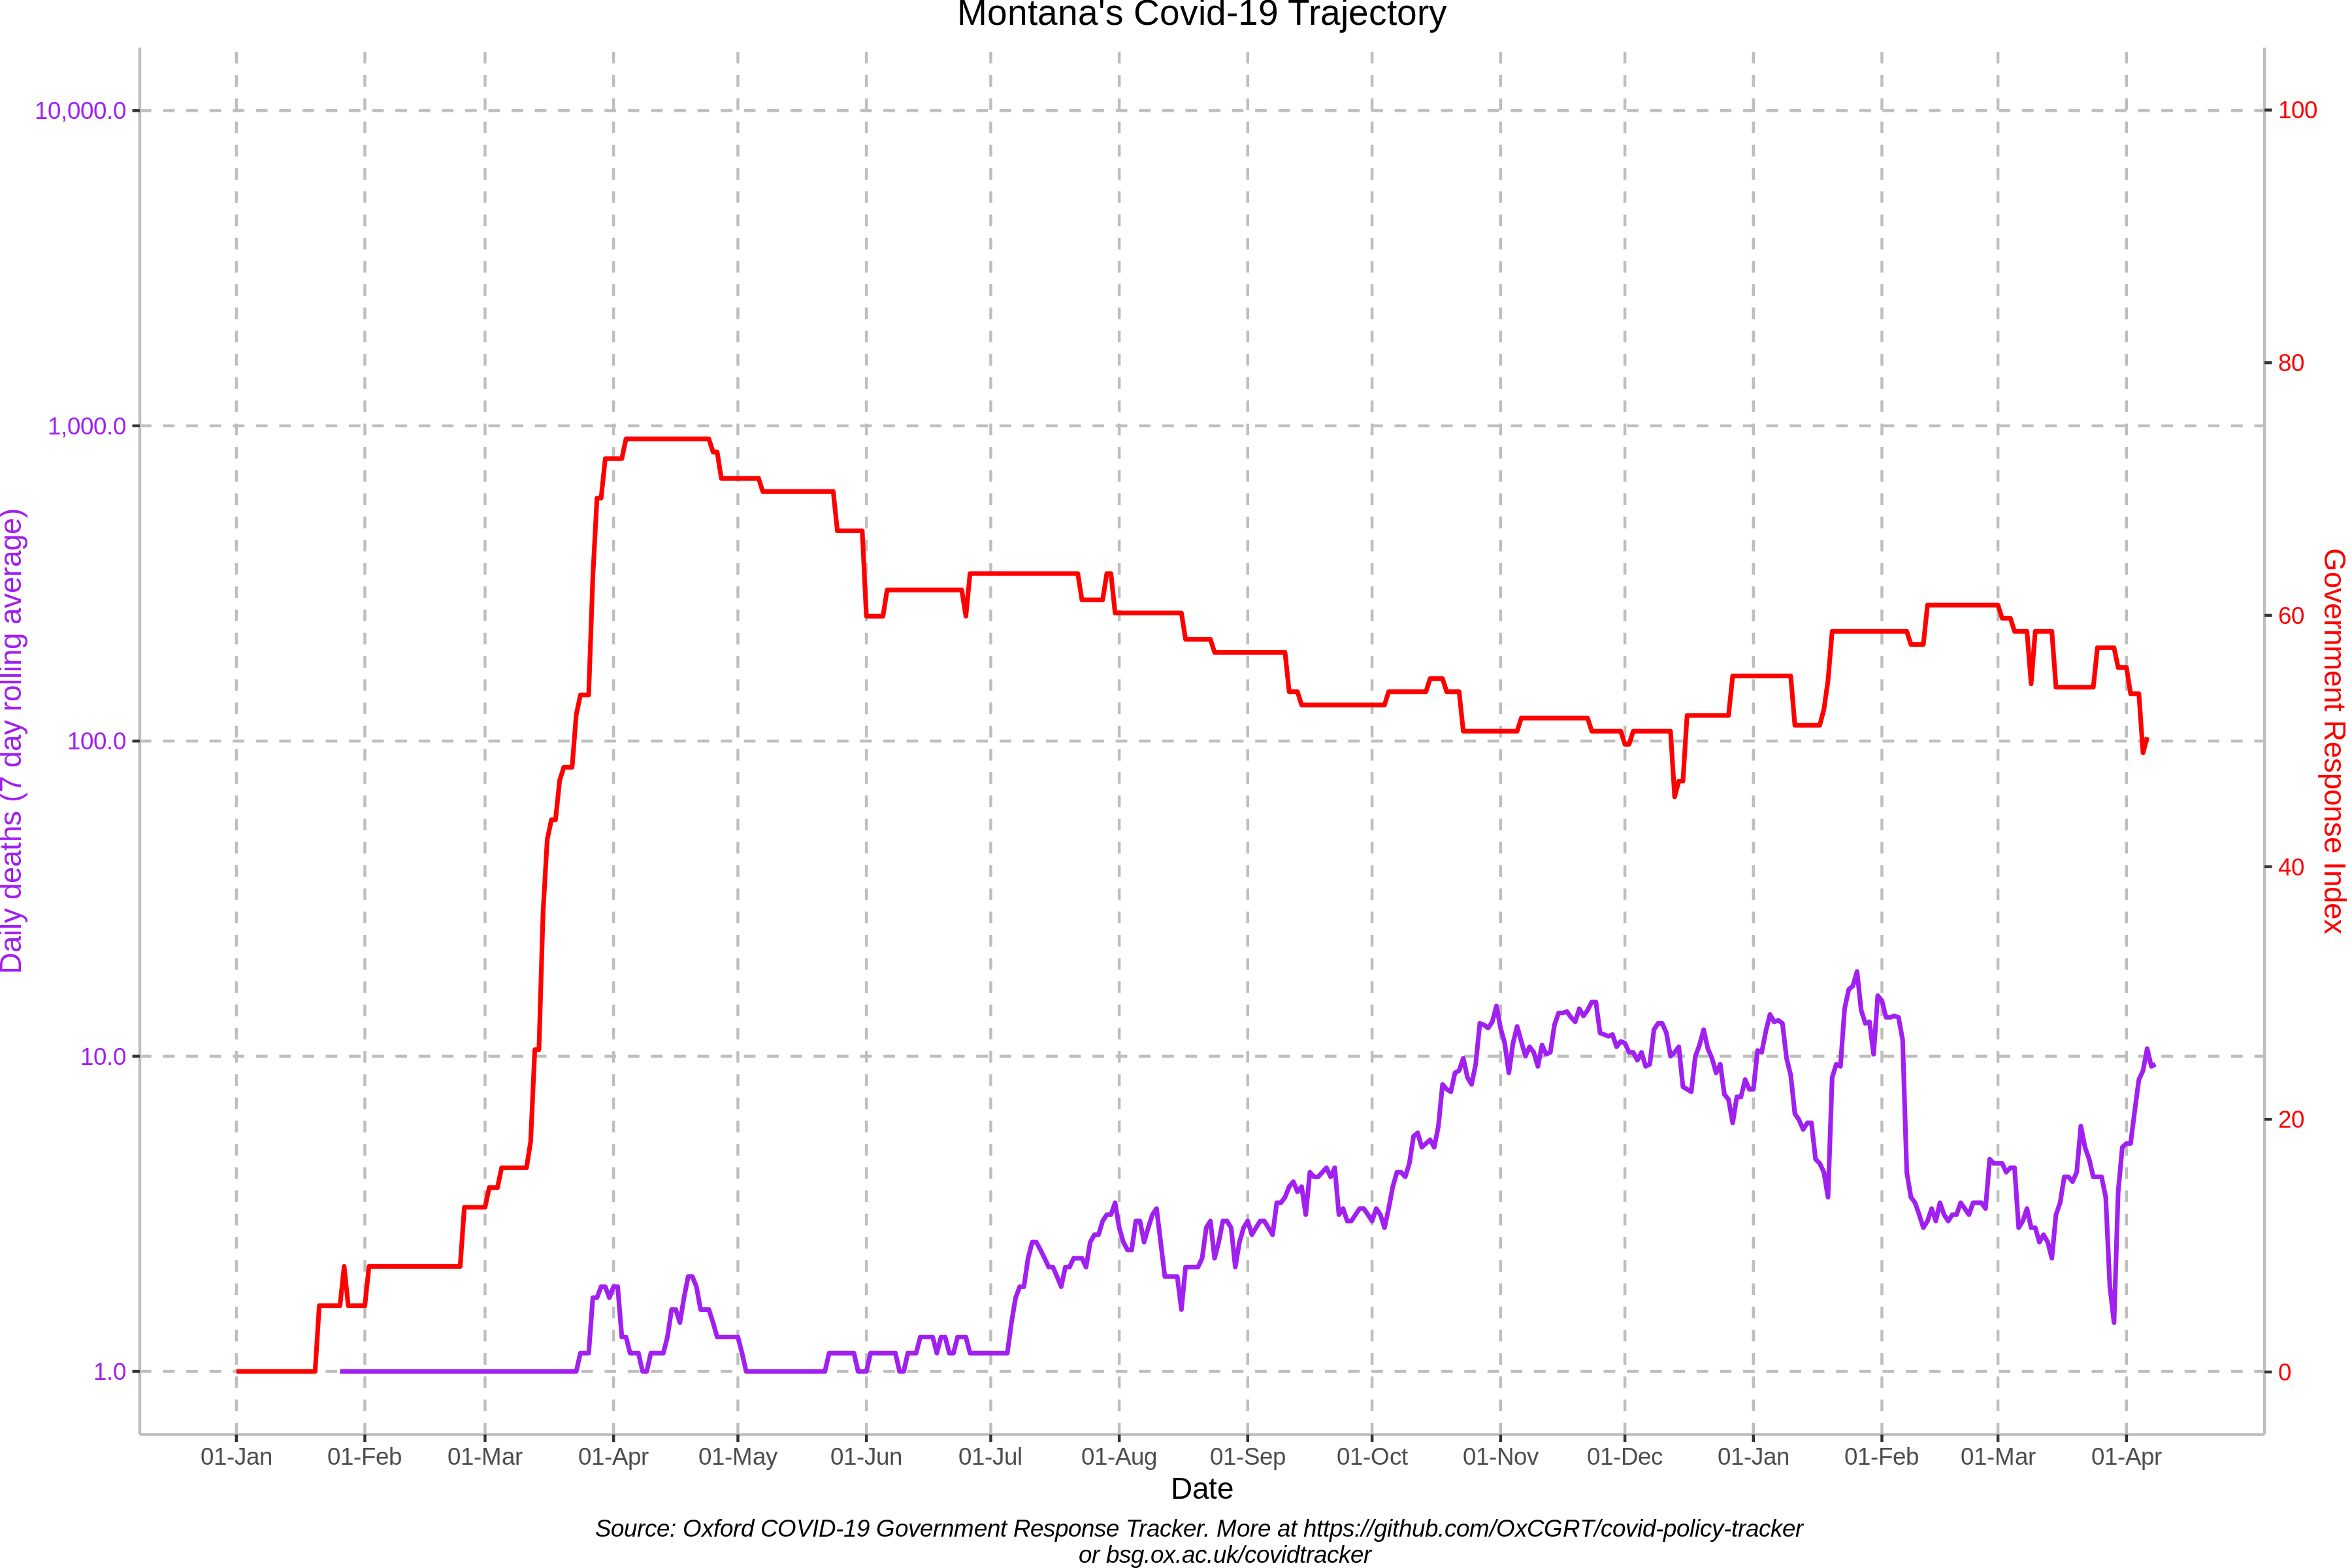 Montana's Covid-19 Trajectory
10,000.0
1,000.0
100.0
10.0
1.0
Daily deaths (7 day rolling average)
100
80
60
40
20
0
Government Response Index
01-Jan 01-Feb 01-Mar 01-Apr 01-May 01-Jun 01-Jul 01-Aug 01-Sep 01-Oct 01-Nov 01-Dec 01-Jan 01-Feb 01-Mar 01-Apr
Date
Source: Oxford COVID-19 Government Response Tracker. More at https://github.com/OxCGRT/covid-policy-tracker
or bsg.ox.ac.uk/covidtracker